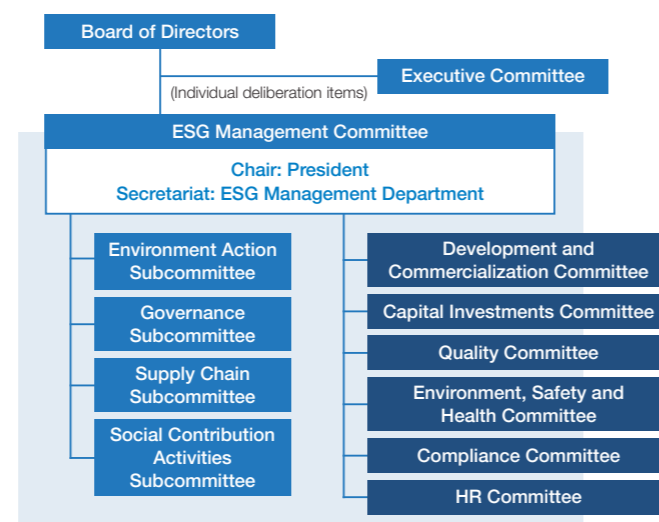 Board of Directors
Executive Committee
(Individual deliberation items)
ESG Management Committee
Chair: President
Secretariat: ESG Management Department
Environment Action
Subcommittee
Governance
Subcommittee
Supply Chain
Subcommittee
Social Contribution
Activities
Subcommittee
Development and
Commercialization Committee
Capital Investments Committee
Quality Committee
Environment, Safety and
Health Committee
Compliance Committee
HR Committee